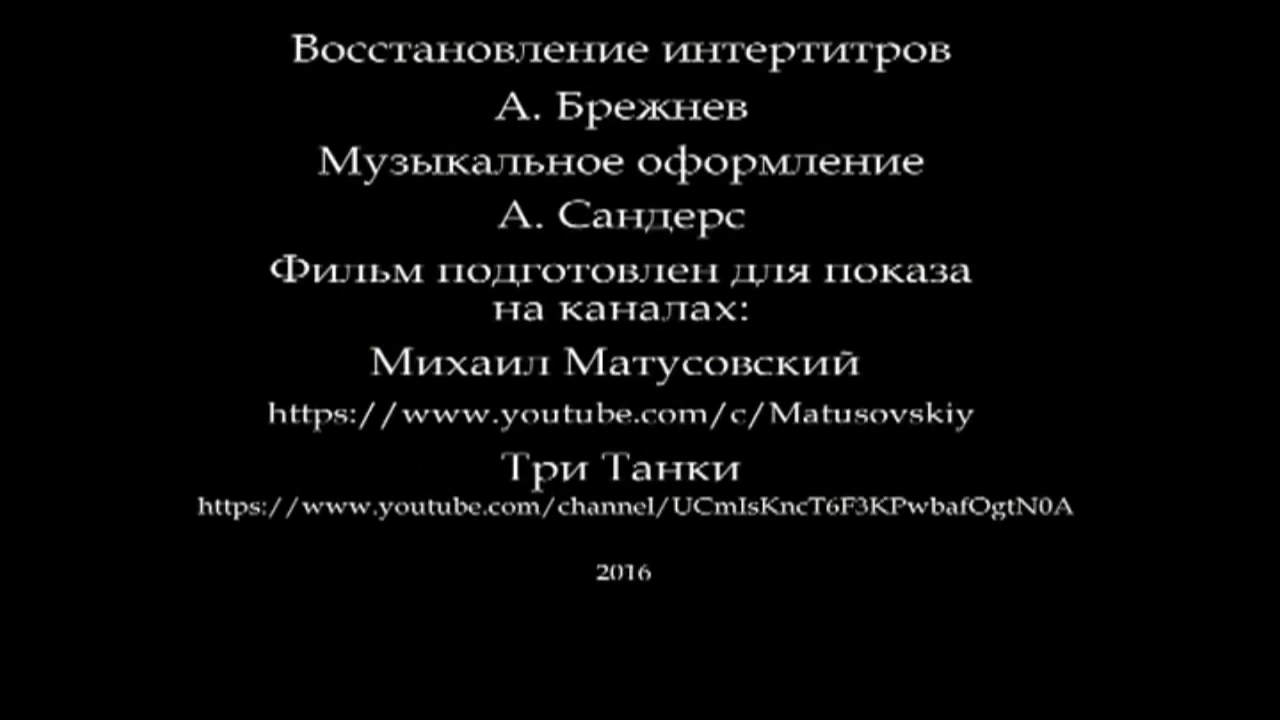 Восстановление интертитров
А. Брежнев
Музыкальное оформление
А. Сандерс
Фильм подготовлен для показа
на каналах:
Михаил Матусовский
https://www.youtube.com/c/Matusovskiy
Три Танки
https://www.youtube.com/channel/UCmIsKncT6F3KPwbafOgtN0A
2016